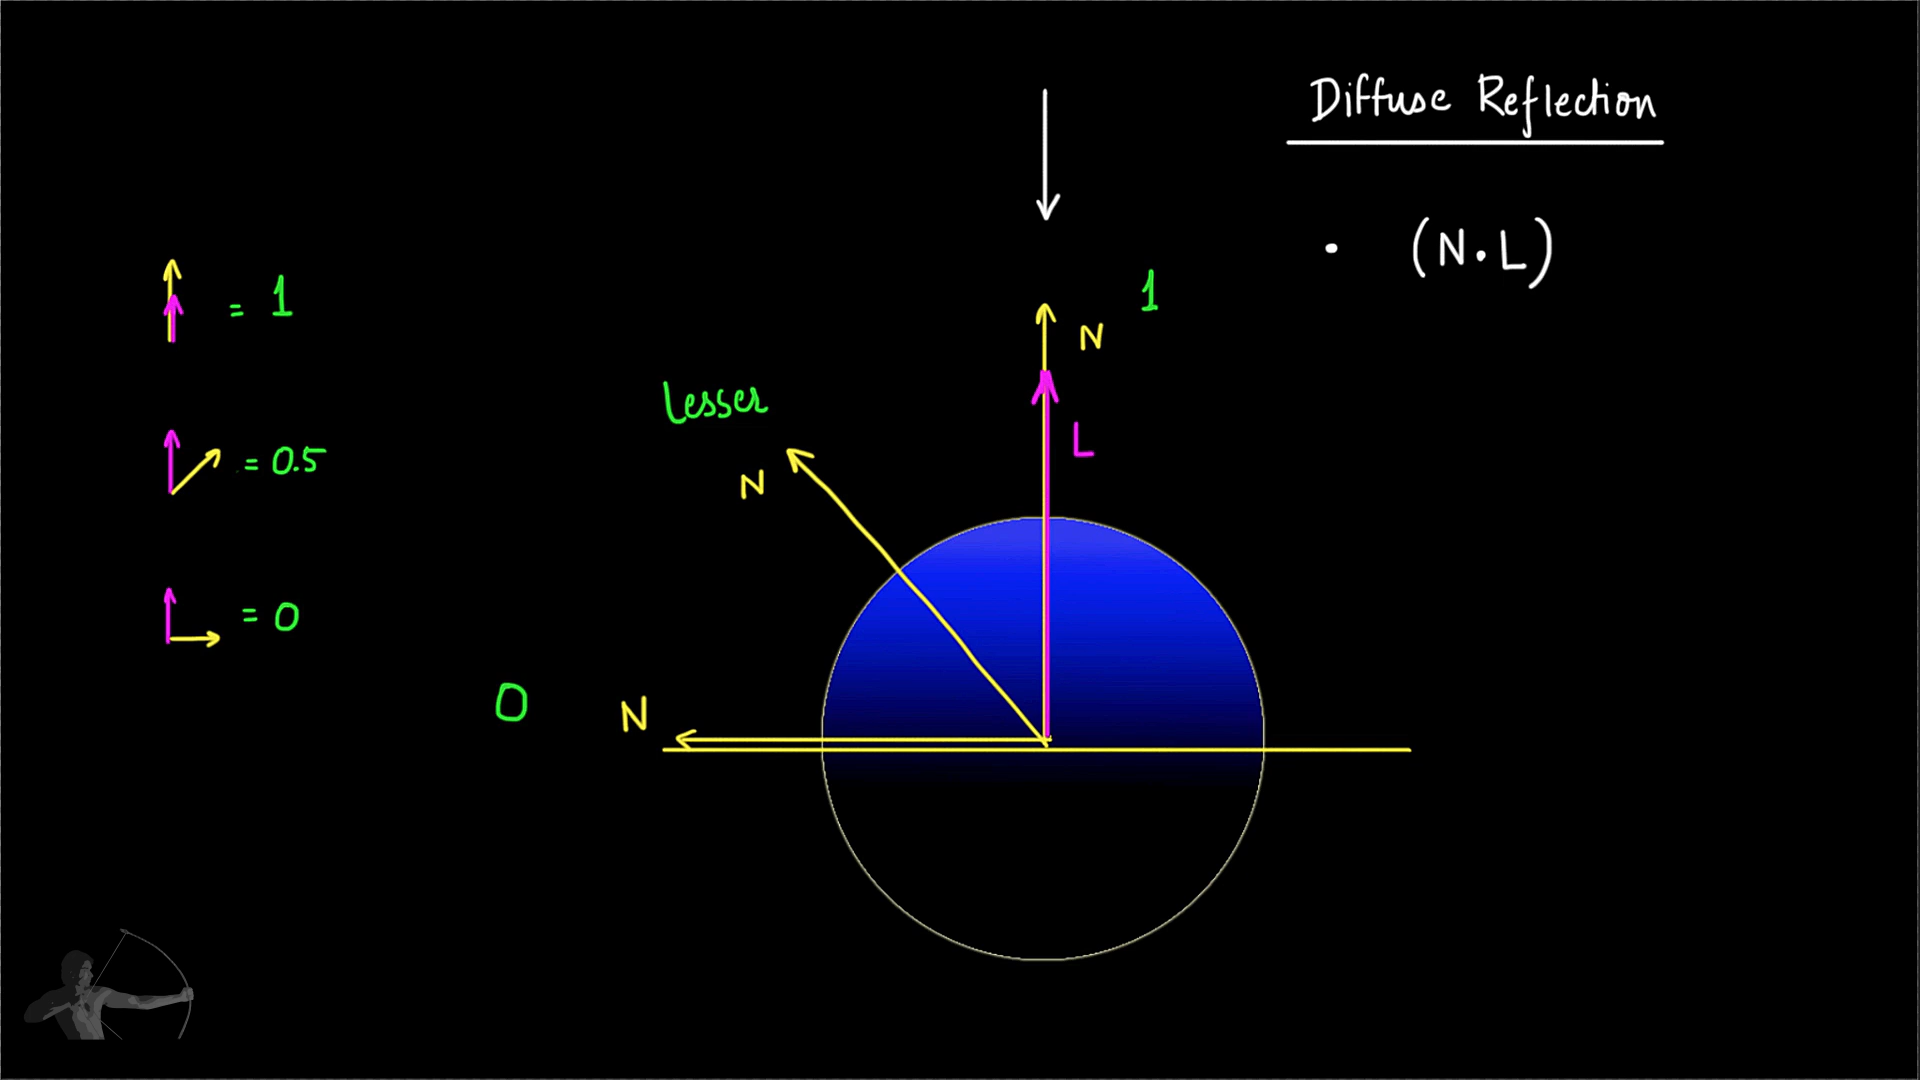 Diffuse Reflection
• (N.L)
= 1
= 0.5
= 0
1
N
L
Lesser
N
0
N